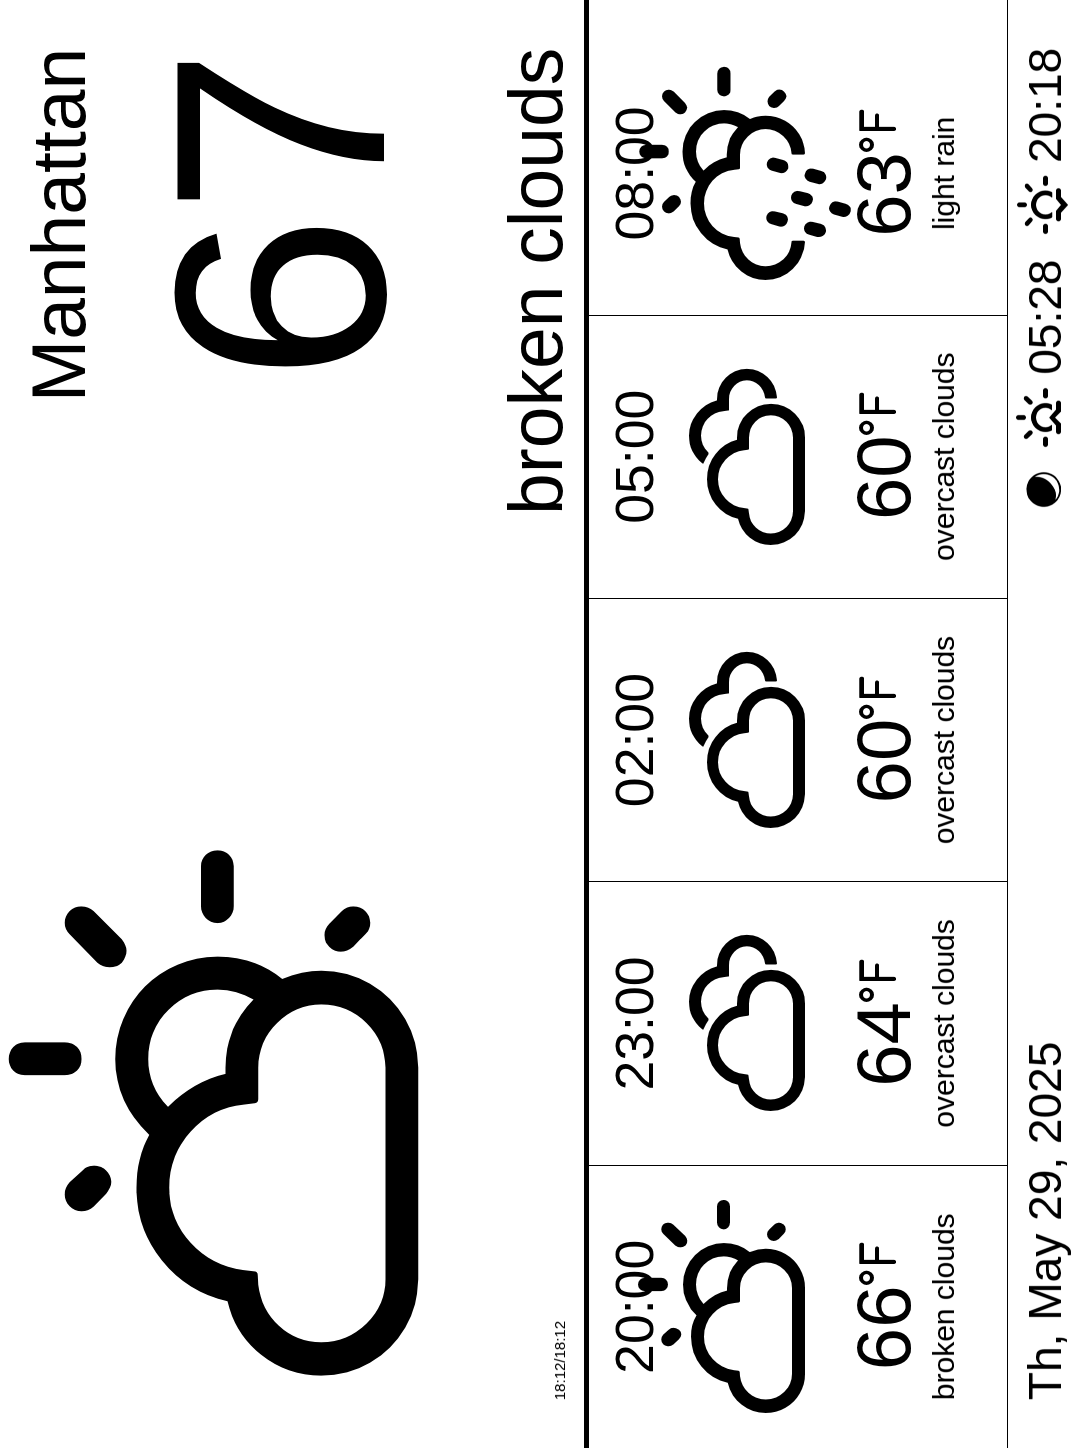 Manhattan
67
broken clouds
18:12/18:12
20:00
66°F
broken clouds
23:00
64°F
overcast clouds
02:00
60°F
overcast clouds
05:00
60°F
overcast clouds
08:00
63°F
light rain
Th, May 29, 2025
05:28
20:18